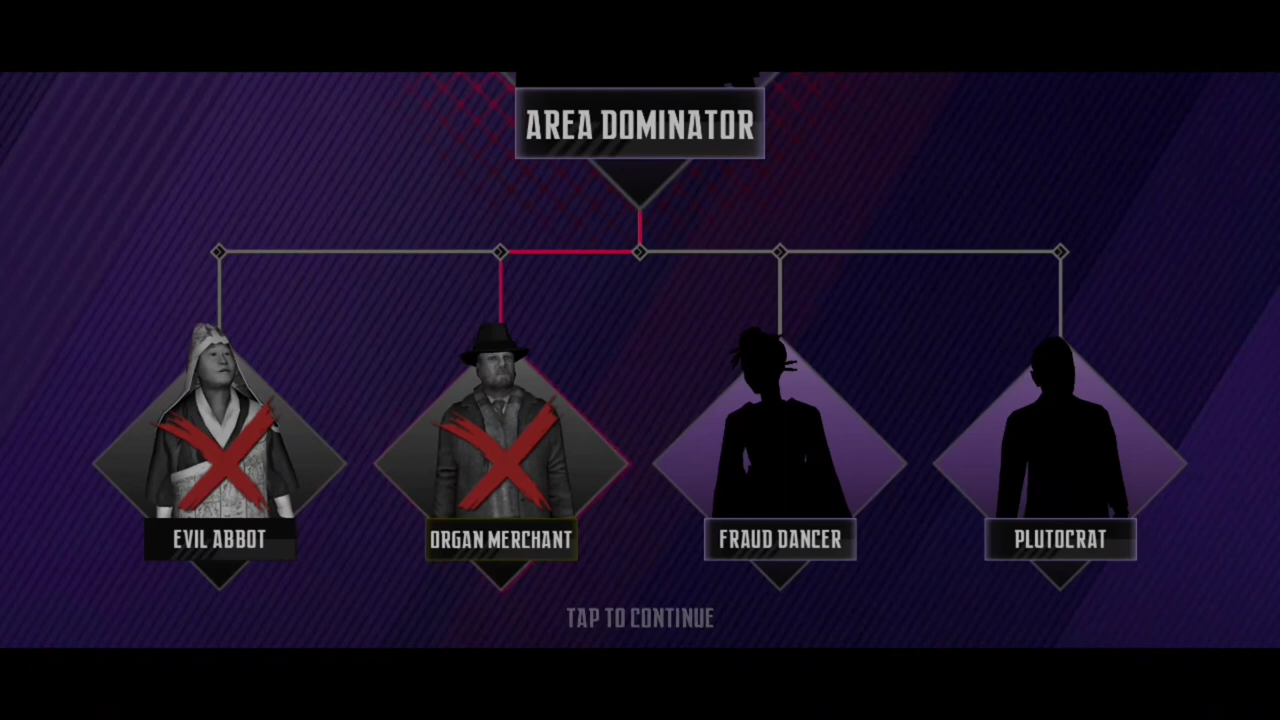 AREA DOMINATOR
EVIL ABBOT
ORGAN MERCHANT
FRAUD DANCER
PLUTOCRAT
TAP TO CONTINUE